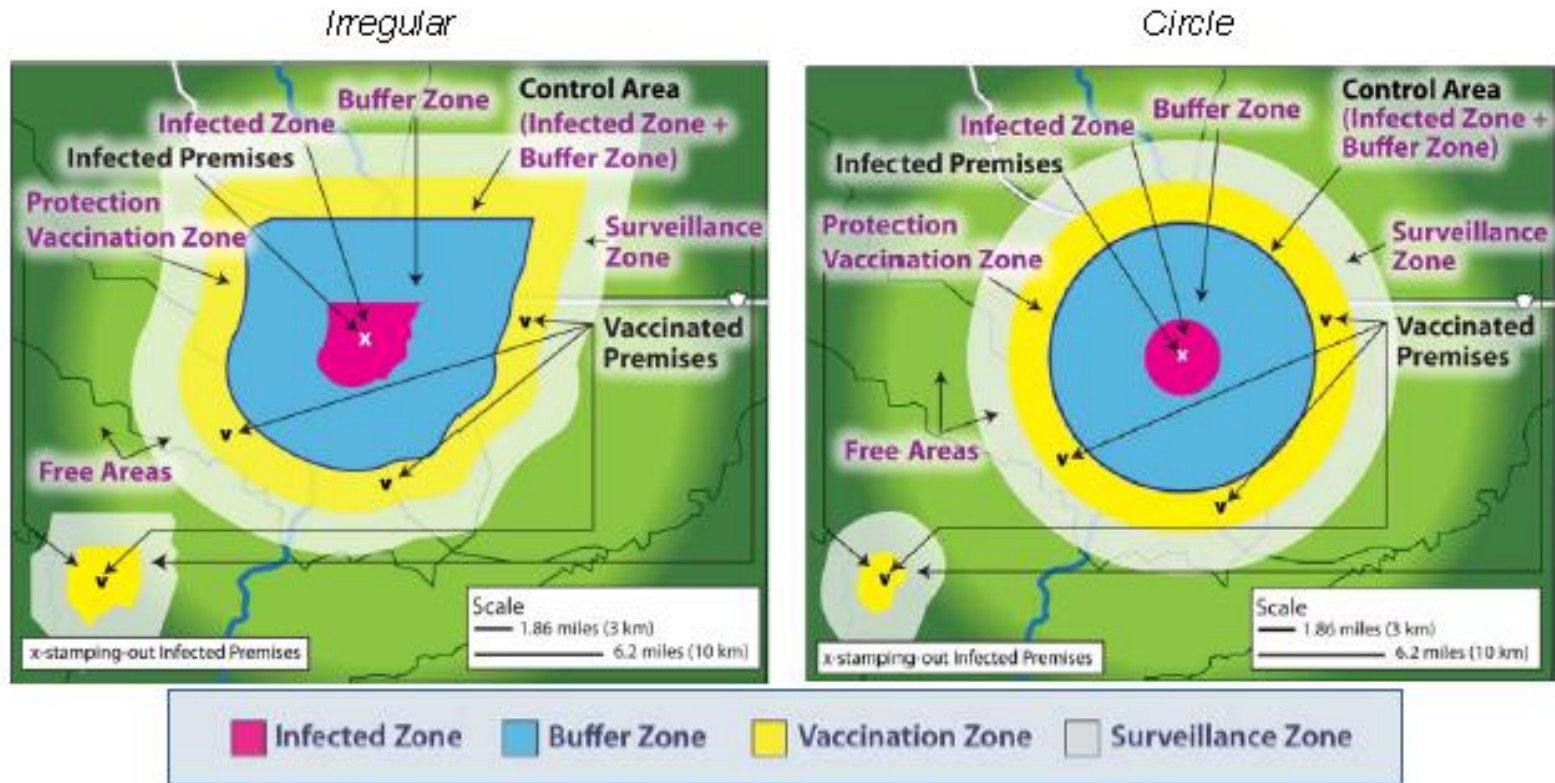 Irregular
Buffer Zone
Control Area
(Infected Zone +
Buffer Zone)
Infected Zone
Infected Premises
Protection
Vaccination Zone
Surveillance
Zone
v
x
Vaccinated
Premises
v
v
Free Areas
v
Scale
1.86 miles (3 km)
6.2 miles (10 km)
x-stamping-out Infected Premises
Circle
Control Area
(Infected Zone +
Buffer Zone)
Buffer Zone
Infected Zone
Infected Premises
Protection
Vaccination Zone
Surveillance
Zone
v
x
Vaccinated
Premises
v
v
Free Areas
v
Scale
1.86 miles (3 km)
6.2 miles (10 km)
x-stamping-out Infected Premises
Infected Zone
Buffer Zone
Vaccination Zone
Surveillance Zone